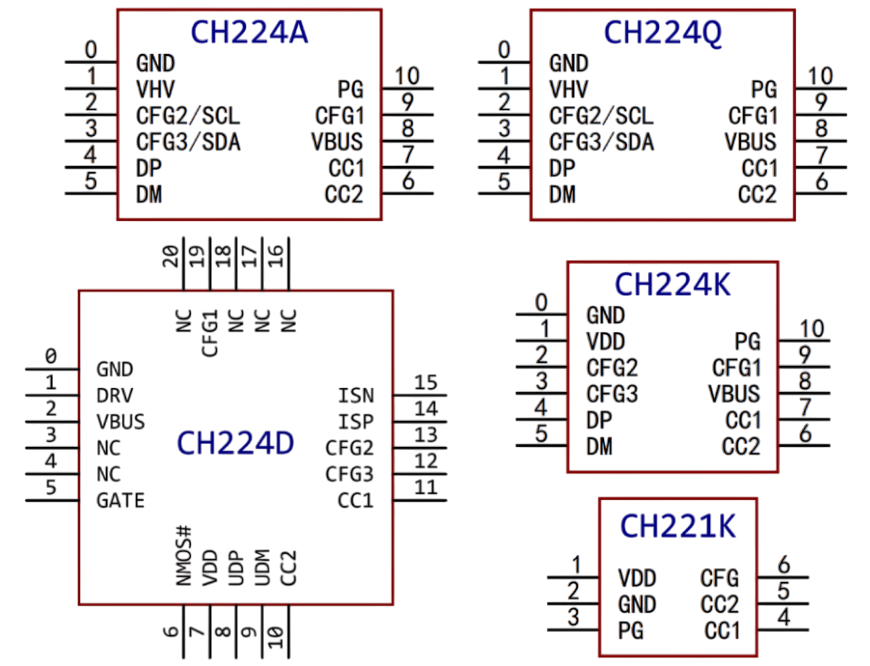 CH224A
0 GND
1 VHV PG 10
2 CFG2/SCL CFG1 9
3 CFG3/SDA VBUS 8
4 DP CC1 7
5 DM CC2 6
CH224Q
0 GND
1 VHV PG 10
2 CFG2/SCL CFG1 9
3 CFG3/SDA VBUS 8
4 DP CC1 7
5 DM CC2 6
CH224D
20 19 18 17 16
NC CFG1 NC NC NC
0 GND
1 DRV ISN 15
2 VBUS ISP 14
3 NC CFG2 13
4 NC CFG3 12
5 GATE CC1 11
NMOS# VDD UDP UDM CC2
6 7 8 9 10
CH224K
0 GND
1 VDD PG 10
2 CFG2 CFG1 9
3 CFG3 VBUS 8
4 DP CC1 7
5 DM CC2 6
CH221K
1 VDD CFG 6
2 GND CC2 5
3 PG CC1 4